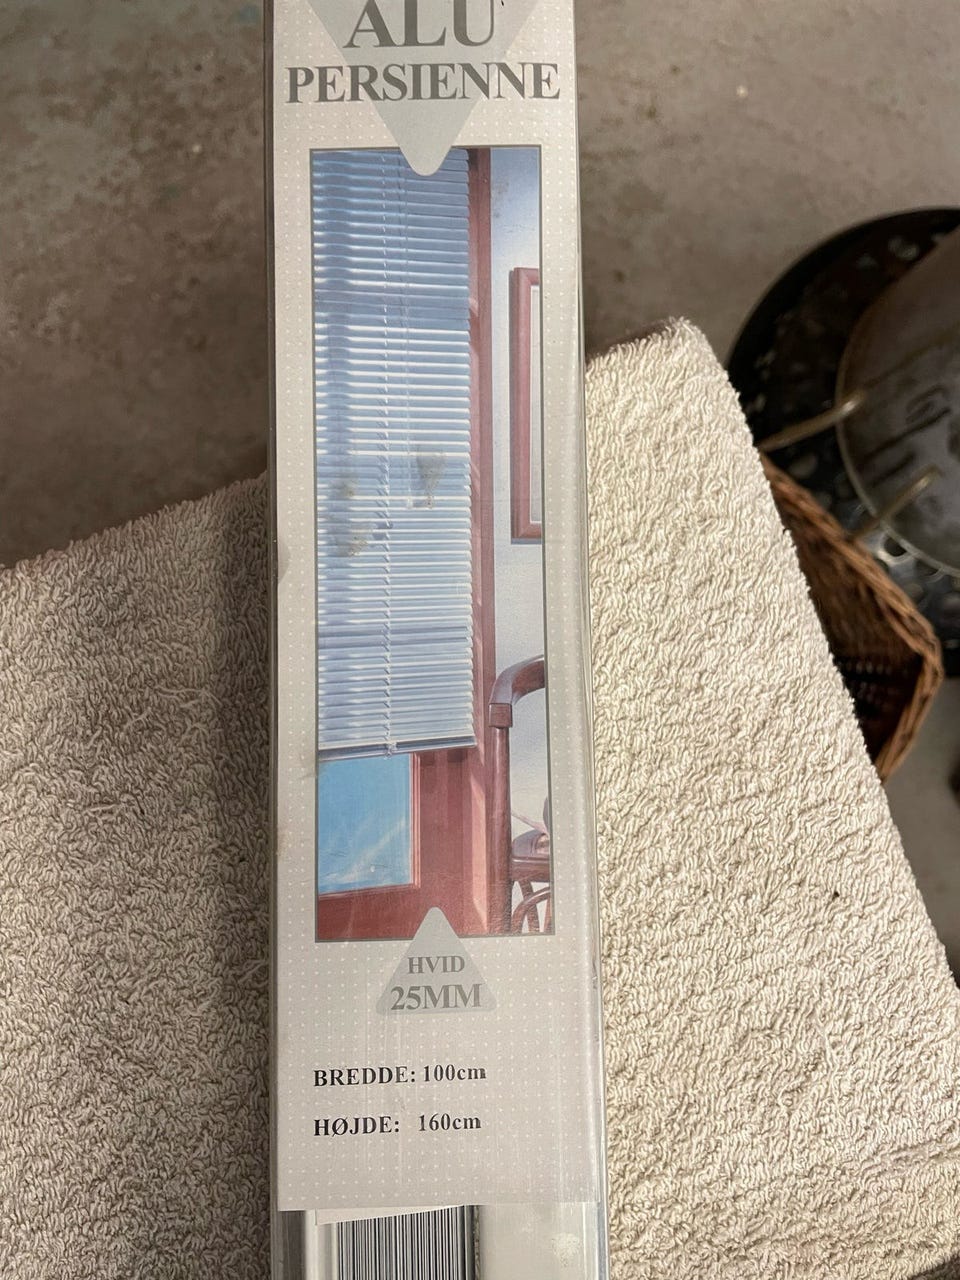 ALU
PERSIENNE
HVID
25MM
BREDDE: 100cm
HØJDE: 160cm